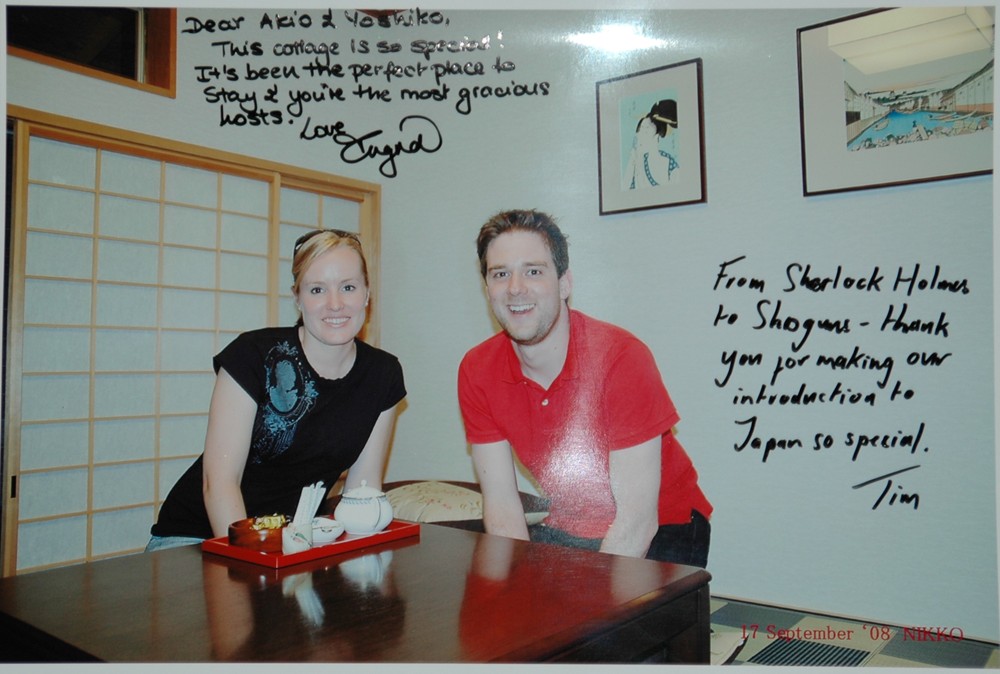 Dear Akio & Yoshiko,
This cottage is so special!
It's been the perfect place to
stay & you're the most gracious
hosts. Love
Ingrid
From Sherlock Holmes
to Shoguns - thank
you for making our
introduction to
Japan so special.
Tim
17 September '08 NIKKO